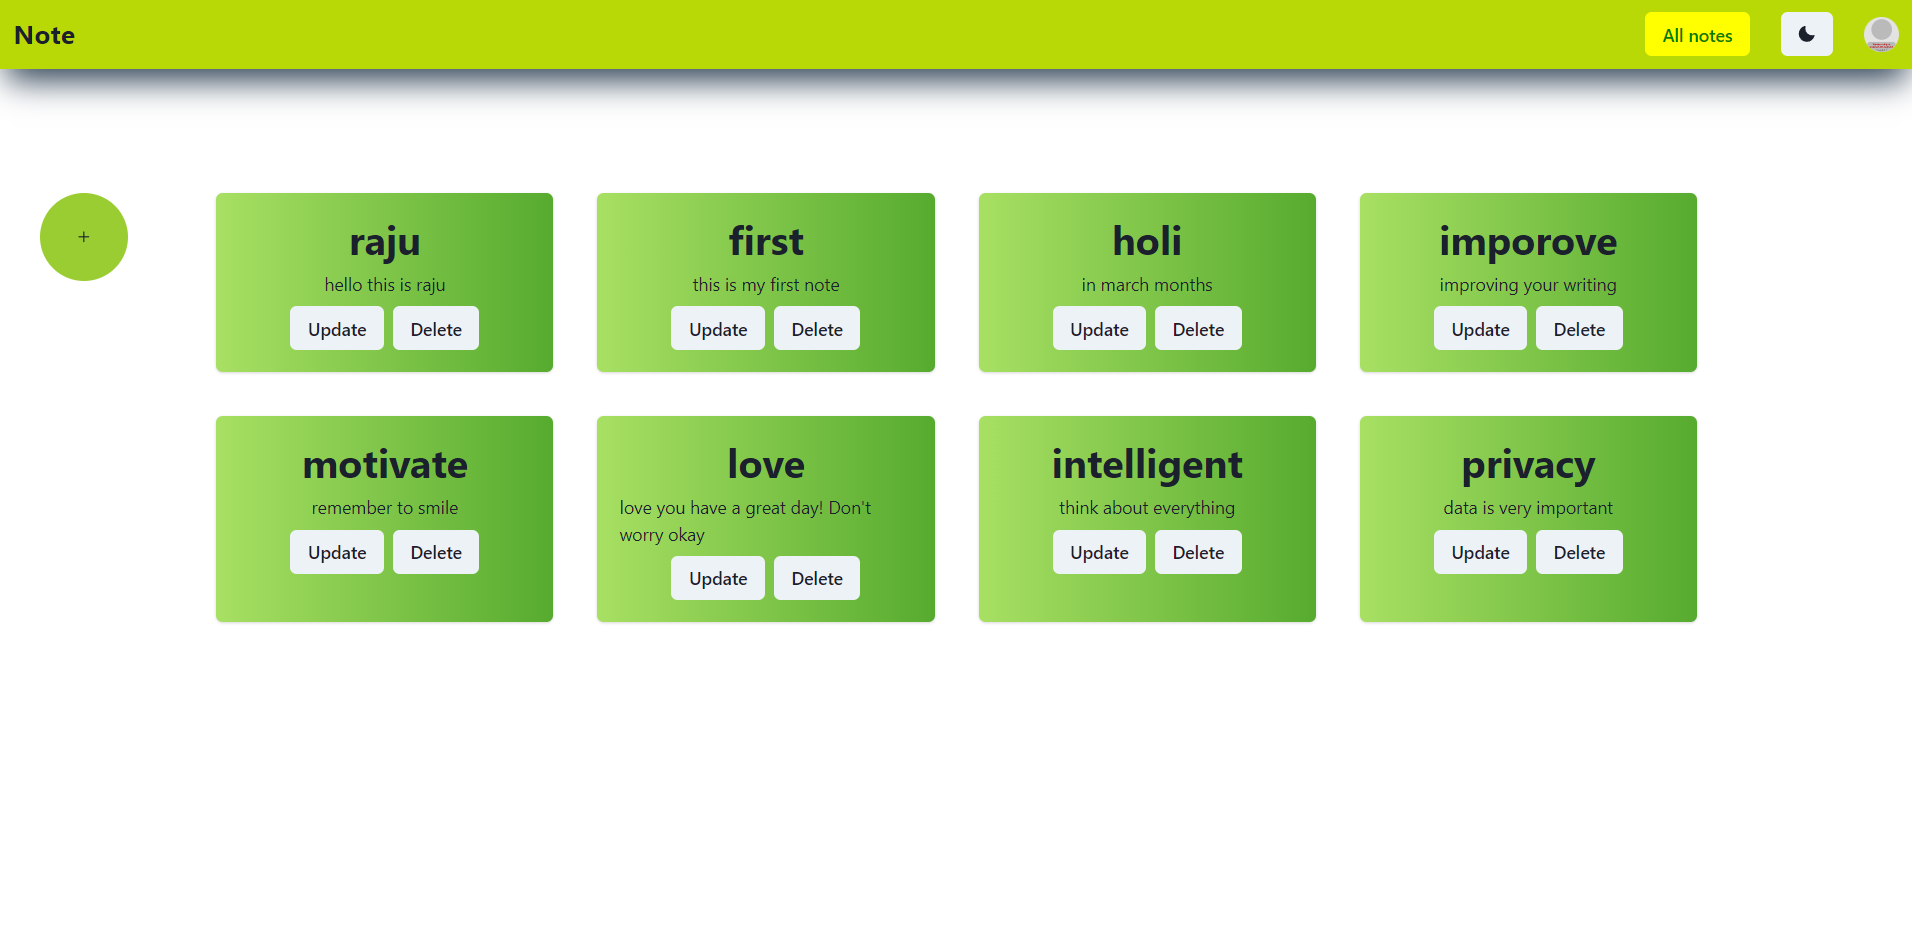 Note
All notes
+
raju
hello this is raju
Update Delete
first
this is my first note
Update Delete
holi
in march months
Update Delete
imporove
improving your writing
Update Delete
motivate
remember to smile
Update Delete
love
love you have a great day! Don't
worry okay
Update Delete
intelligent
think about everything
Update Delete
privacy
data is very important
Update Delete